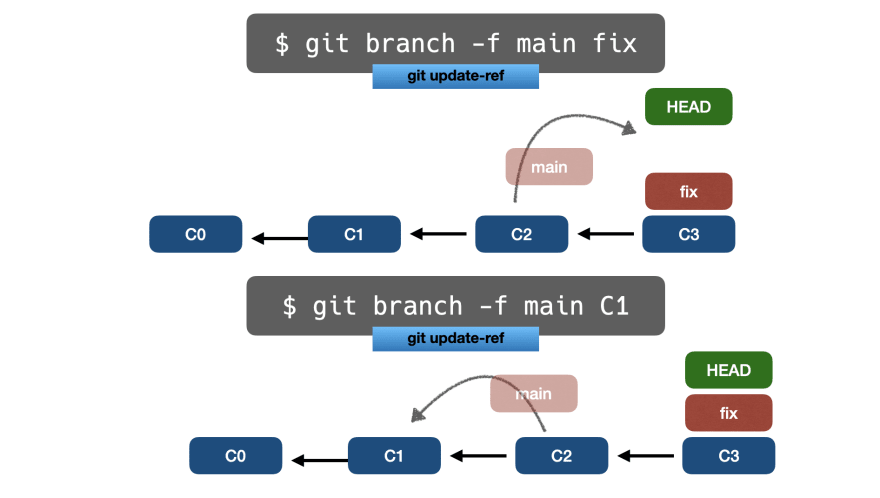 $ git branch -f main fix
git update-ref
HEAD
main
fix
C0 C1 C2 C3
$ git branch -f main C1
git update-ref
HEAD
main
fix
C0 C1 C2 C3